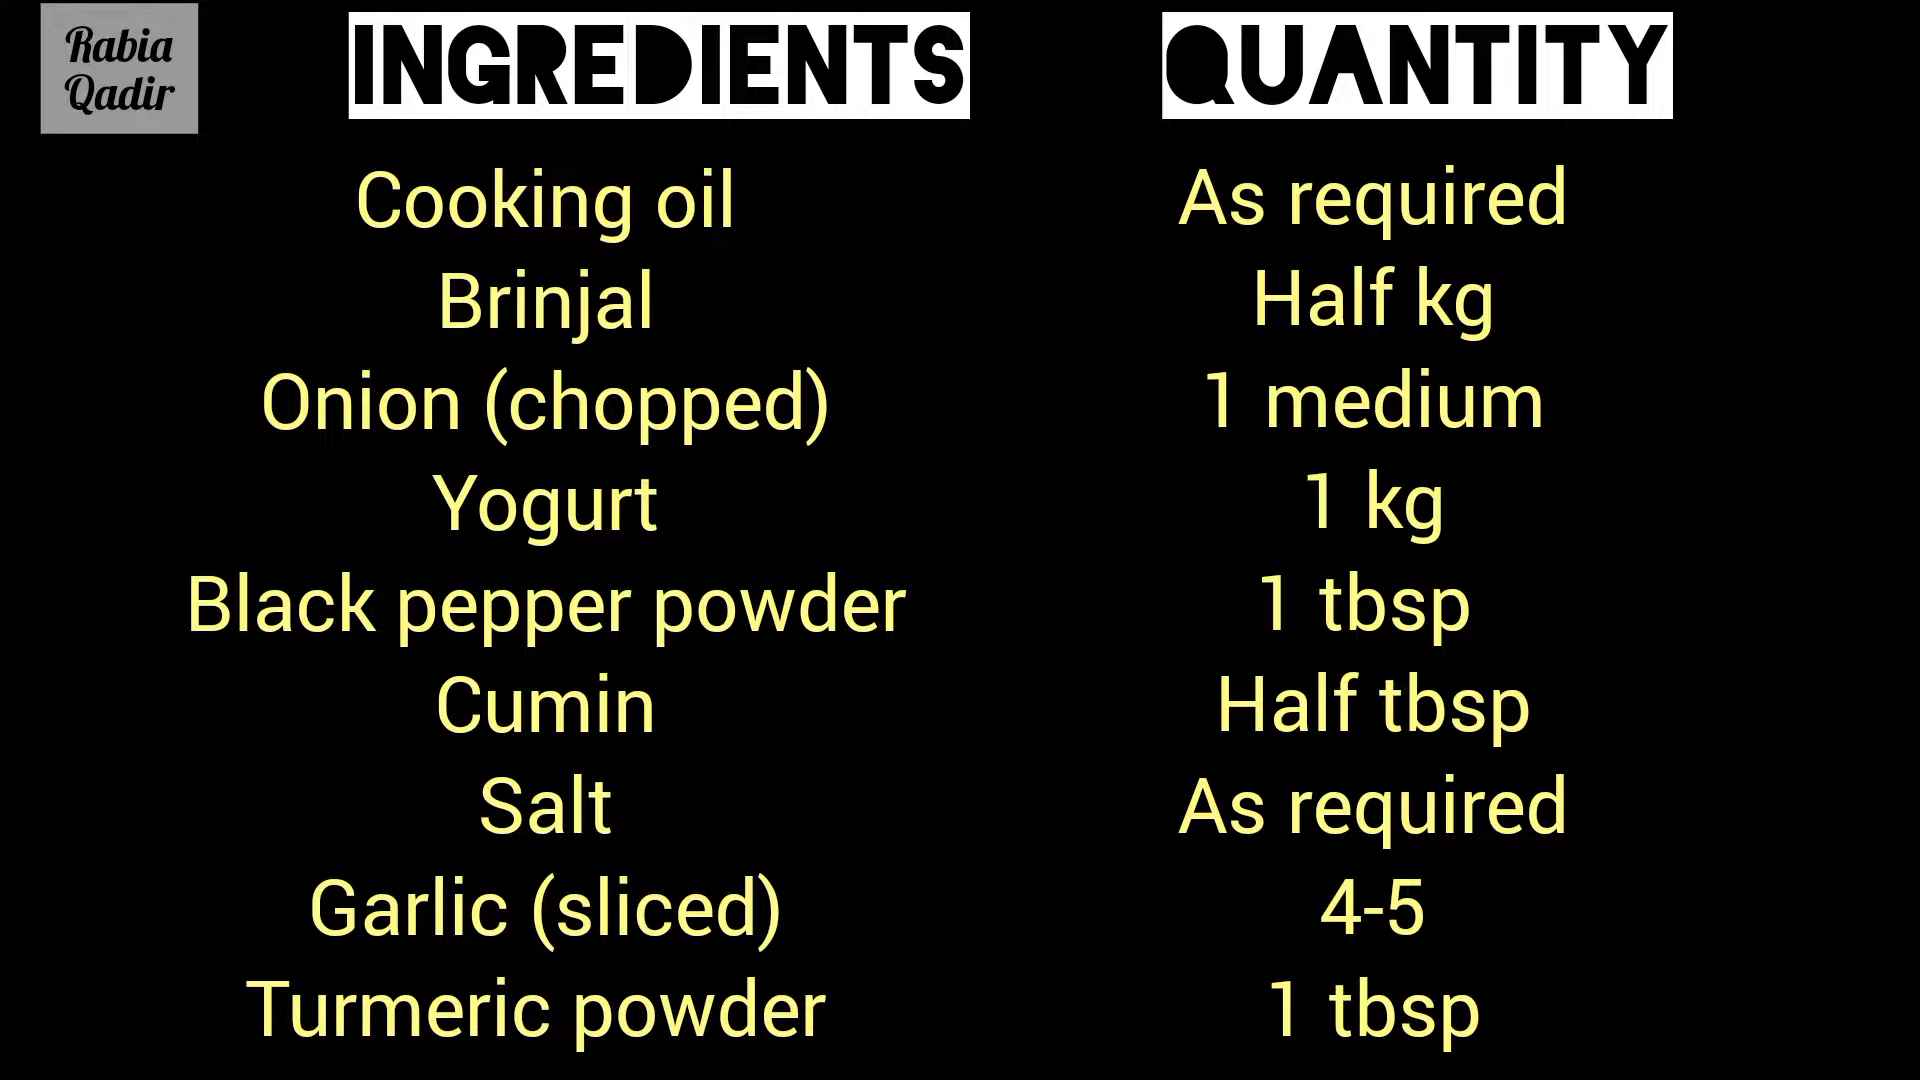 Rabia
Qadir
INGREDIENTS QUANTITY
Cooking oil As required
Brinjal Half kg
Onion (chopped) 1 medium
Yogurt 1 kg
Black pepper powder 1 tbsp
Cumin Half tbsp
Salt As required
Garlic (sliced) 4-5
Turmeric powder 1 tbsp